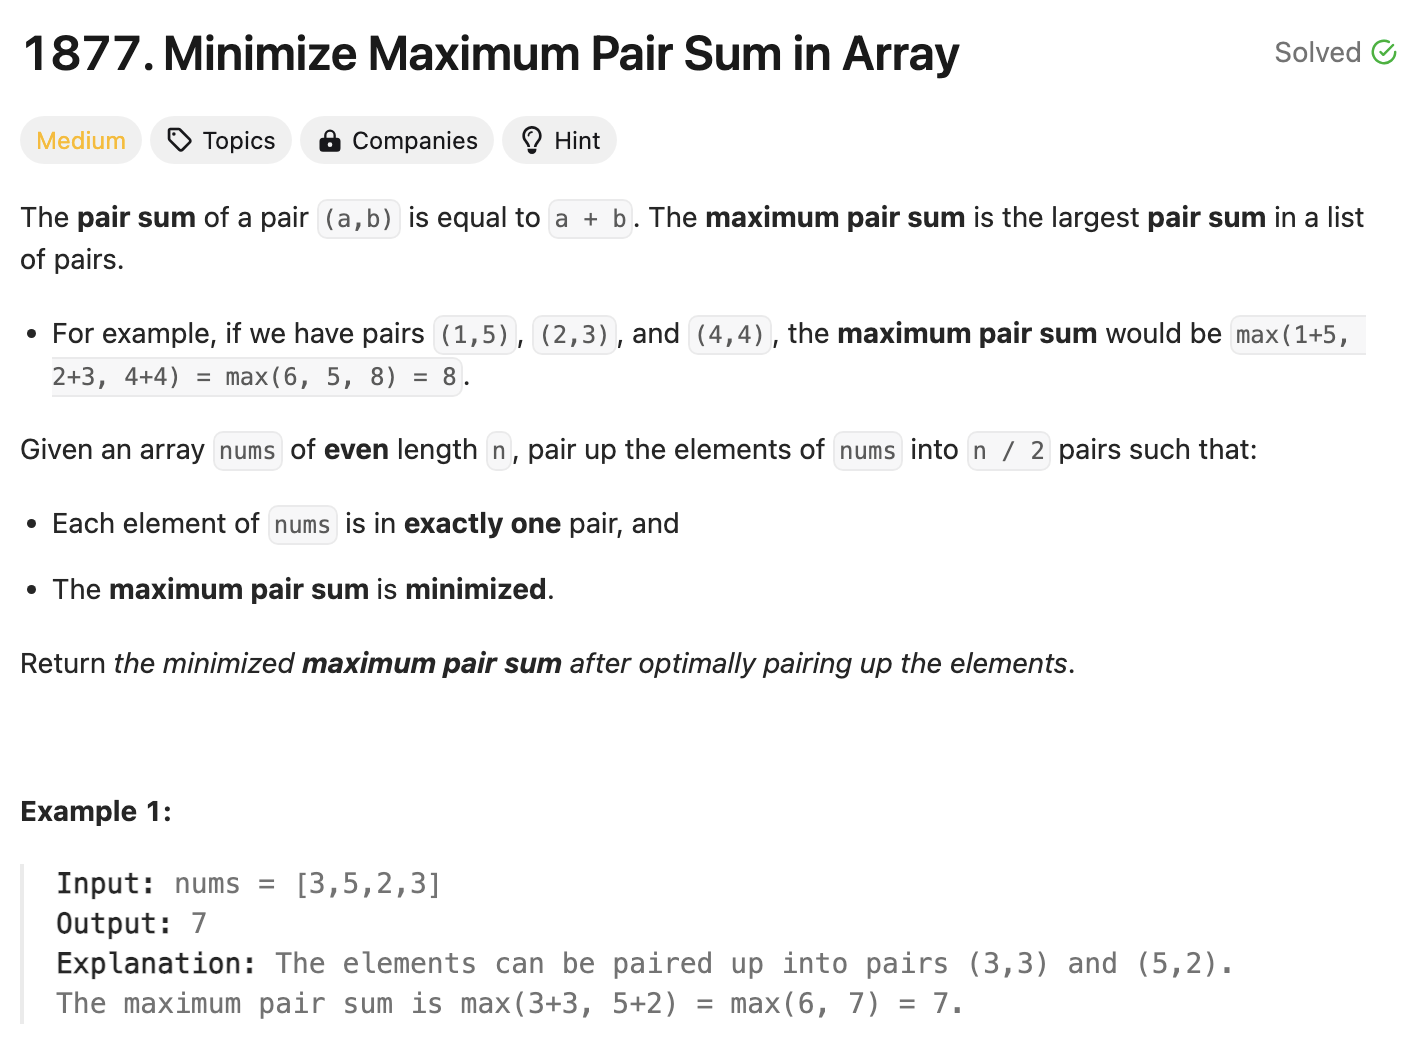 1877. Minimize Maximum Pair Sum in Array
Solved
Medium Topics Companies Hint
The pair sum of a pair (a,b) is equal to a + b. The maximum pair sum is the largest pair sum in a list
of pairs.
• For example, if we have pairs (1,5), (2,3), and (4,4), the maximum pair sum would be max(1+5,
2+3, 4+4) = max(6, 5, 8) = 8.
Given an array nums of even length n, pair up the elements of nums into n / 2 pairs such that:
• Each element of nums is in exactly one pair, and
• The maximum pair sum is minimized.
Return the minimized maximum pair sum after optimally pairing up the elements.
Example 1:
Input: nums = [3,5,2,3]
Output: 7
Explanation: The elements can be paired up into pairs (3,3) and (5,2).
The maximum pair sum is max(3+3, 5+2) = max(6, 7) = 7.